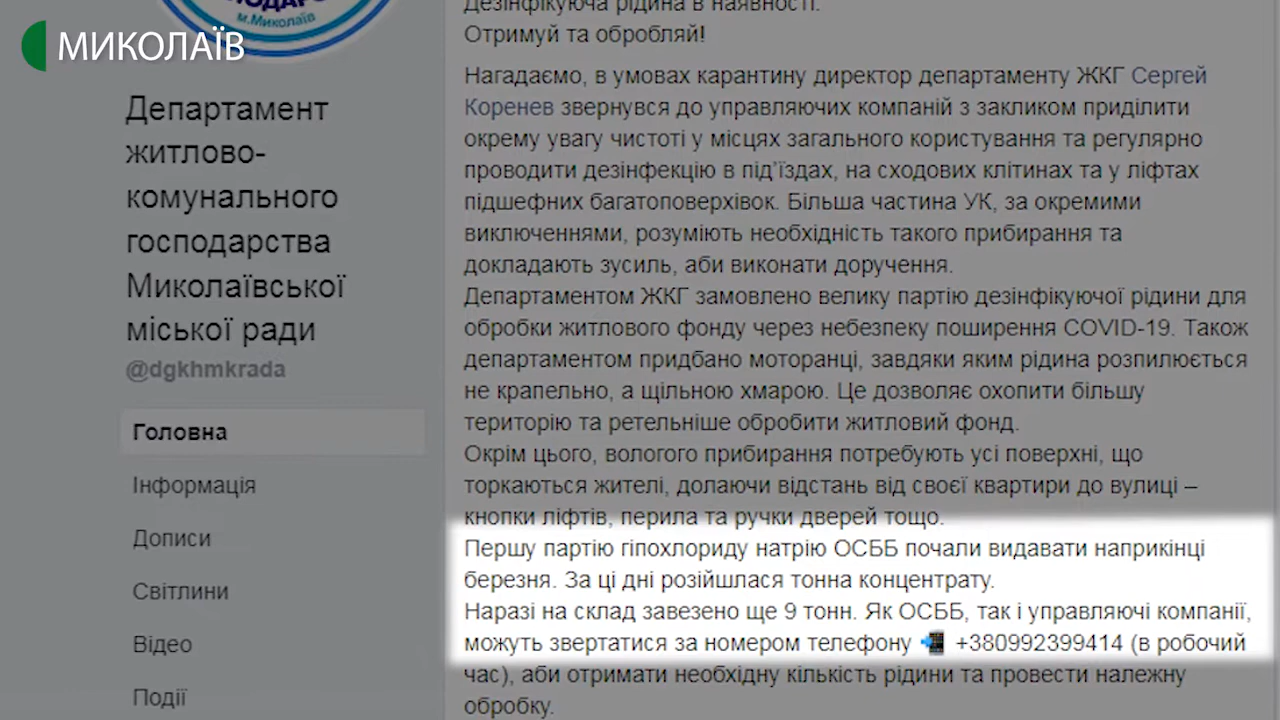 м.Миколаїв
МИКОЛАЇВ
Департамент
житлово-
комунального
господарства
Миколаївської
міської ради
@dgkhmkrada
Головна
Інформація
Дописи
Світлини
Відео
Події
Дезінфікуюча рідина в наявності.
Отримуй та обробляй!
Нагадаємо, в умовах карантину директор департаменту ЖКГ Сергей
Коренев звернувся до управляючих компаній з закликом приділити
окрему увагу чистоті у місцях загального користування та регулярно
проводити дезінфекцію в під’їздах, на сходових клітинах та у ліфтах
підшефних багатоповерхівок. Більша частина УК, за окремими
виключеннями, розуміють необхідність такого прибирання та
докладають зусиль, аби виконати доручення.
Департаментом ЖКГ замовлено велику партію дезінфікуючої рідини для
обробки житлового фонду через небезпеку поширення COVID-19. Також
департаментом придбано моторанці, завдяки яким рідина розпилюється
не крапельно, а щільною хмарою. Це дозволяє охопити більшу
територію та ретельніше обробити житловий фонд.
Окрім цього, вологого прибирання потребують усі поверхні, що
торкаються жителі, долаючи відстань від своєї квартири до вулиці –
кнопки ліфтів, перила та ручки дверей тощо.
Першу партію гіпохлориду натрію ОСББ почали видавати наприкінці
березня. За ці дні розійшлася тонна концентрату.
Наразі на склад завезено ще 9 тонн. Як ОСББ, так і управляючі компанії,
можуть звертатися за номером телефону 📲 +380992399414 (в робочий
час), аби отримати необхідну кількість рідини та провести належну
обробку.